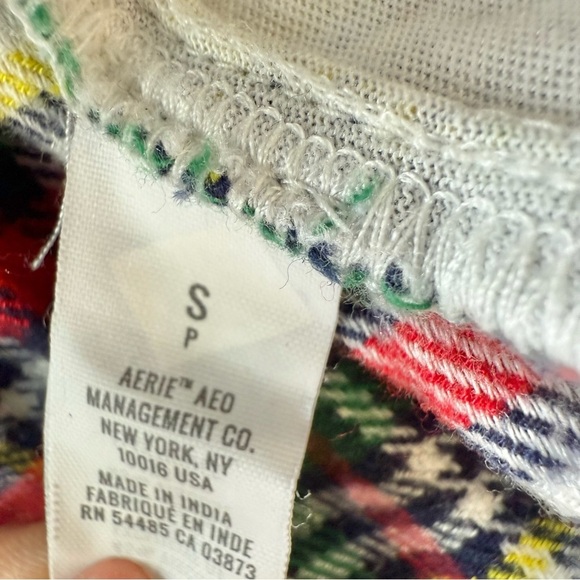 S
P
AERIE™ AEO
MANAGEMENT CO.
NEW YORK, NY
10016 USA
MADE IN INDIA
FABRIQUÉ EN INDE
RN 54485 CA 03873